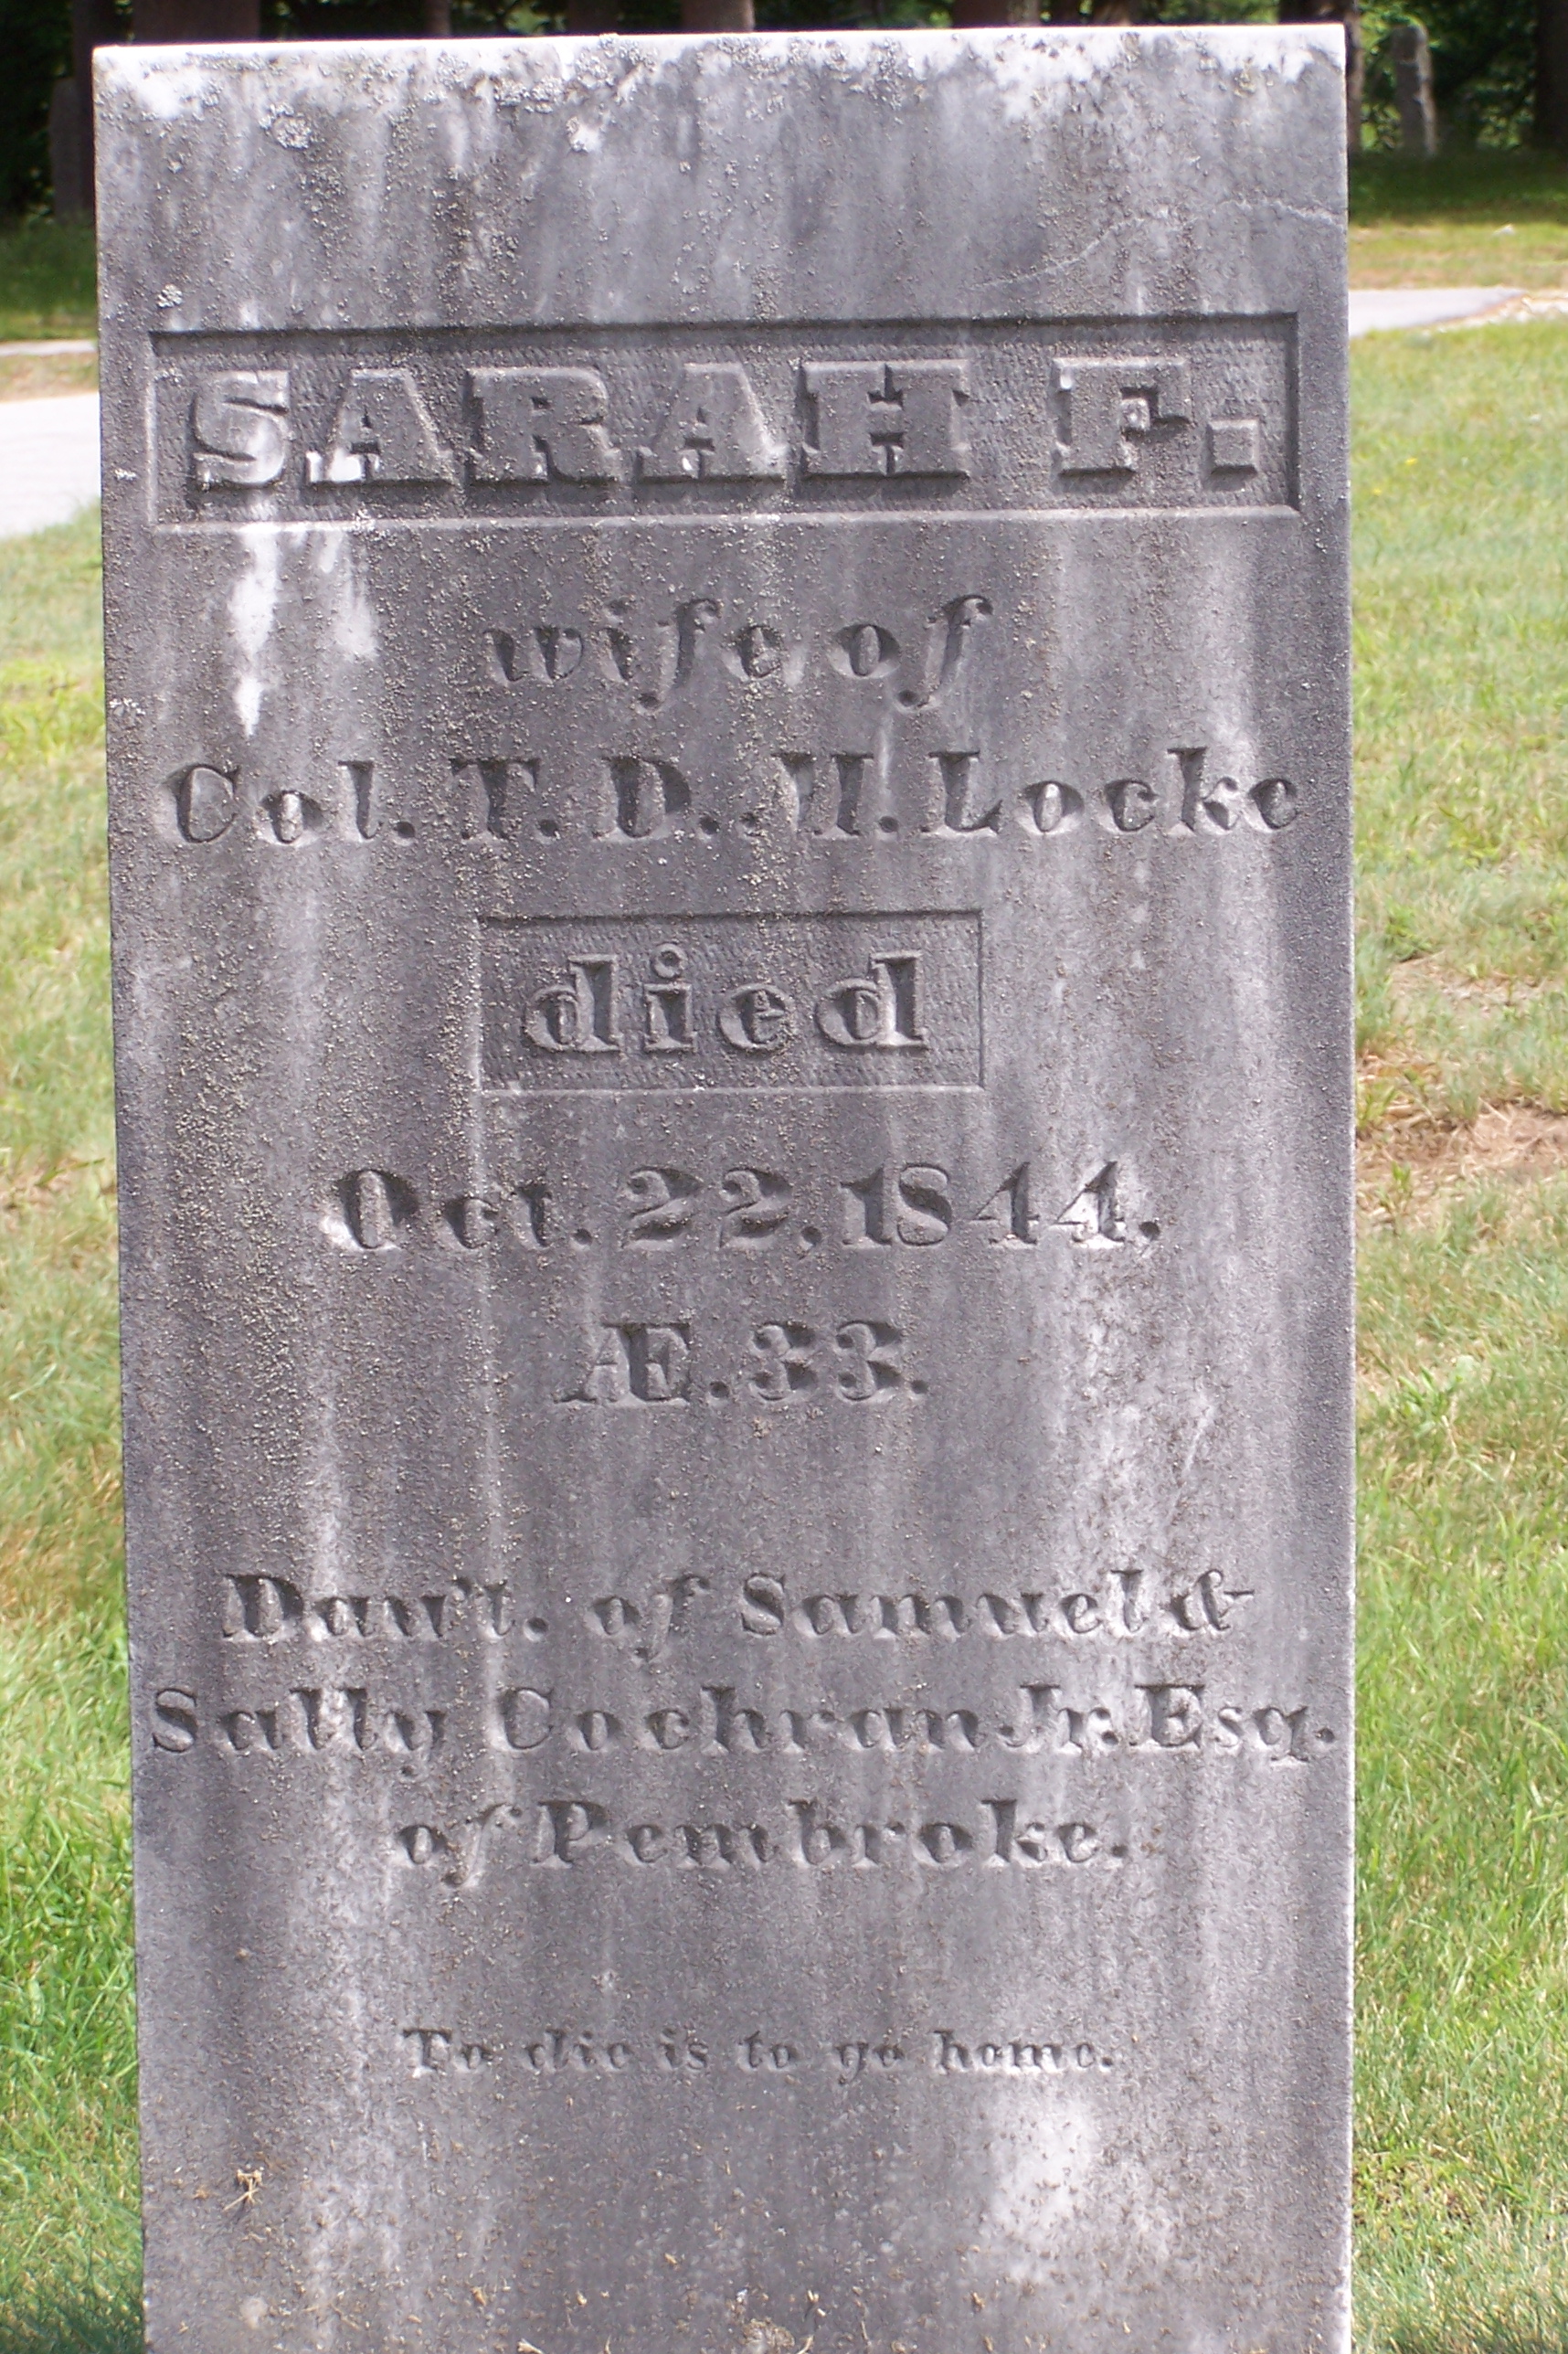 SARAH F.
wife of
Col. T. D. M. Locke
died
Oct. 22, 1844,
Æ. 33.
Dau't. of Samuel &
Sally Cochran Jr. Esq.
of Pembroke.
To die is to go home.